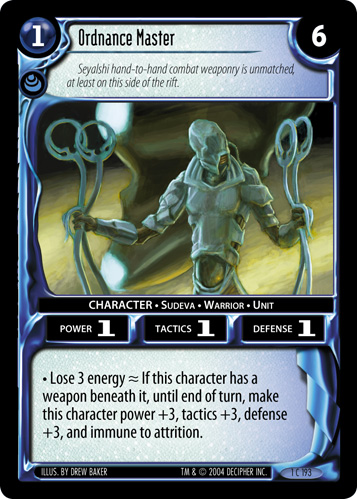 1 Ordnance Master 6
Seyalshi hand-to-hand combat weaponry is unmatched,
at least on this side of the rift.
CHARACTER • SUDEVA • WARRIOR • UNIT
POWER 1 TACTICS 1 DEFENSE 1
• Lose 3 energy ≈ If this character has a
weapon beneath it, until end of turn, make
this character power +3, tactics +3, defense
+3, and immune to attrition.
ILLUS. BY DREW BAKER TM & © 2004 DECIPHER INC. 1 C 193